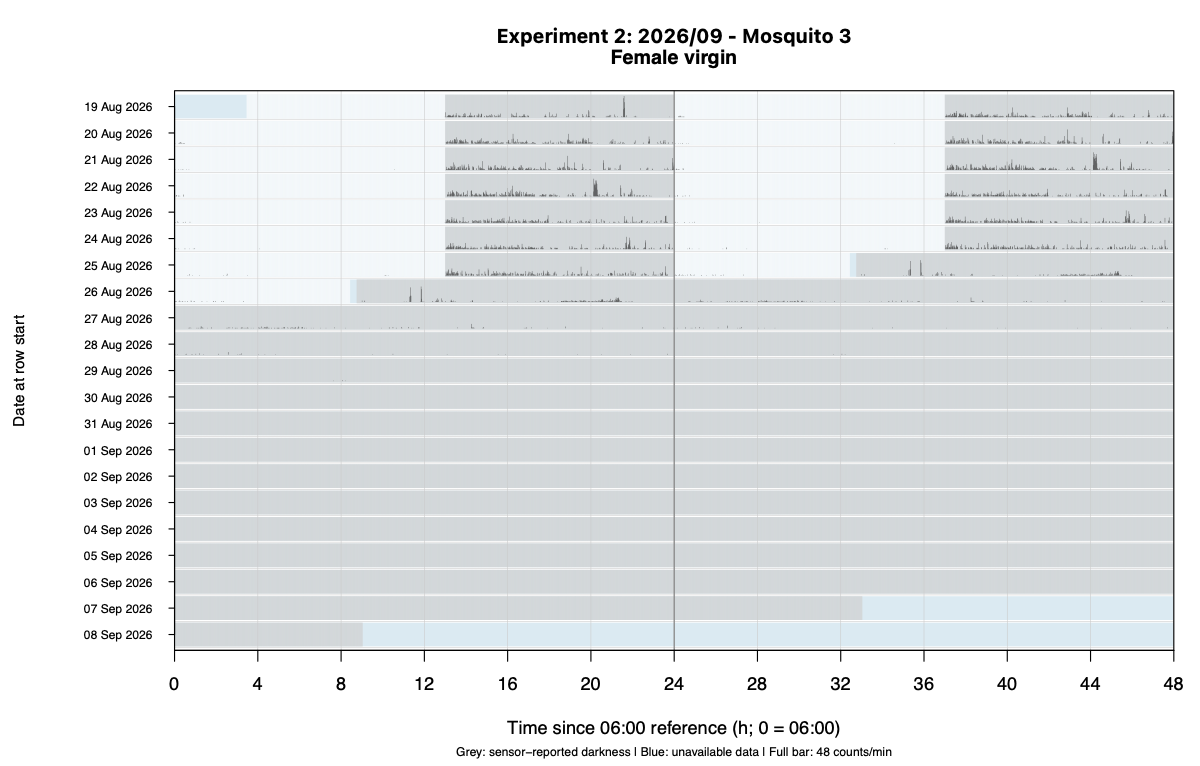 Experiment 2: 2026/09 - Mosquito 3
Female virgin
Date at row start
19 Aug 2026
20 Aug 2026
21 Aug 2026
22 Aug 2026
23 Aug 2026
24 Aug 2026
25 Aug 2026
26 Aug 2026
27 Aug 2026
28 Aug 2026
29 Aug 2026
30 Aug 2026
31 Aug 2026
01 Sep 2026
02 Sep 2026
03 Sep 2026
04 Sep 2026
05 Sep 2026
06 Sep 2026
07 Sep 2026
08 Sep 2026
0 4 8 12 16 20 24 28 32 36 40 44 48
Time since 06:00 reference (h; 0 = 06:00)
Grey: sensor−reported darkness | Blue: unavailable data | Full bar: 48 counts/min